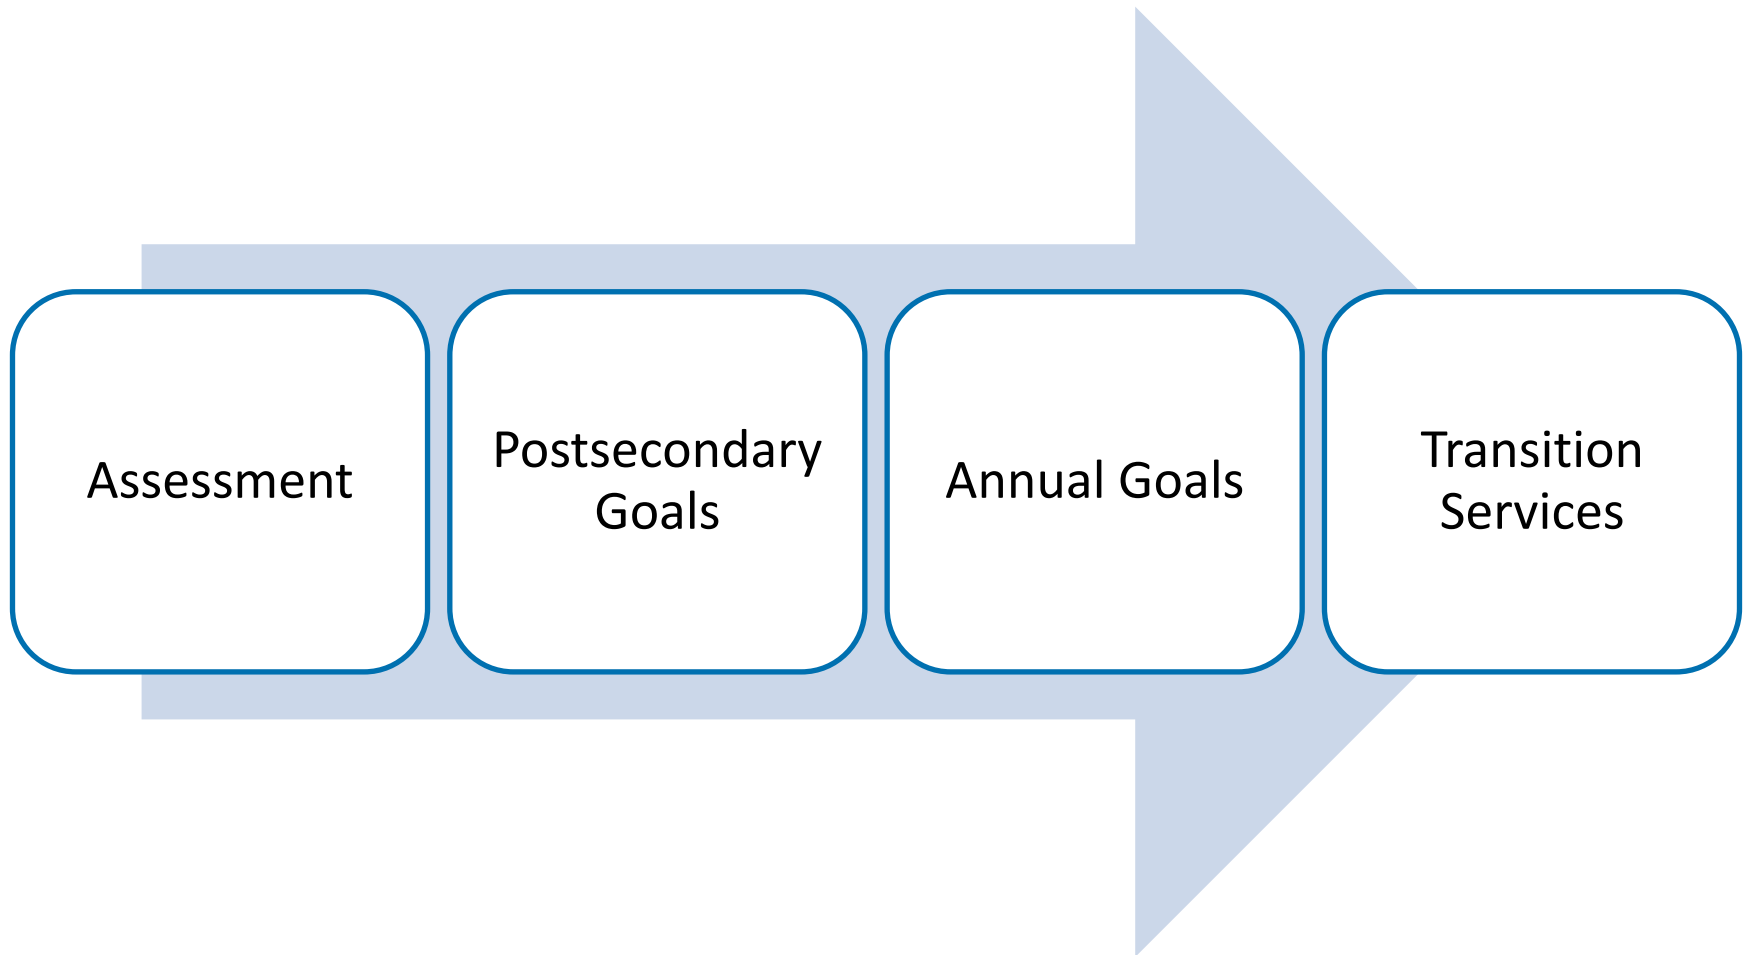 Assessment
Postsecondary
Goals
Annual Goals
Transition
Services